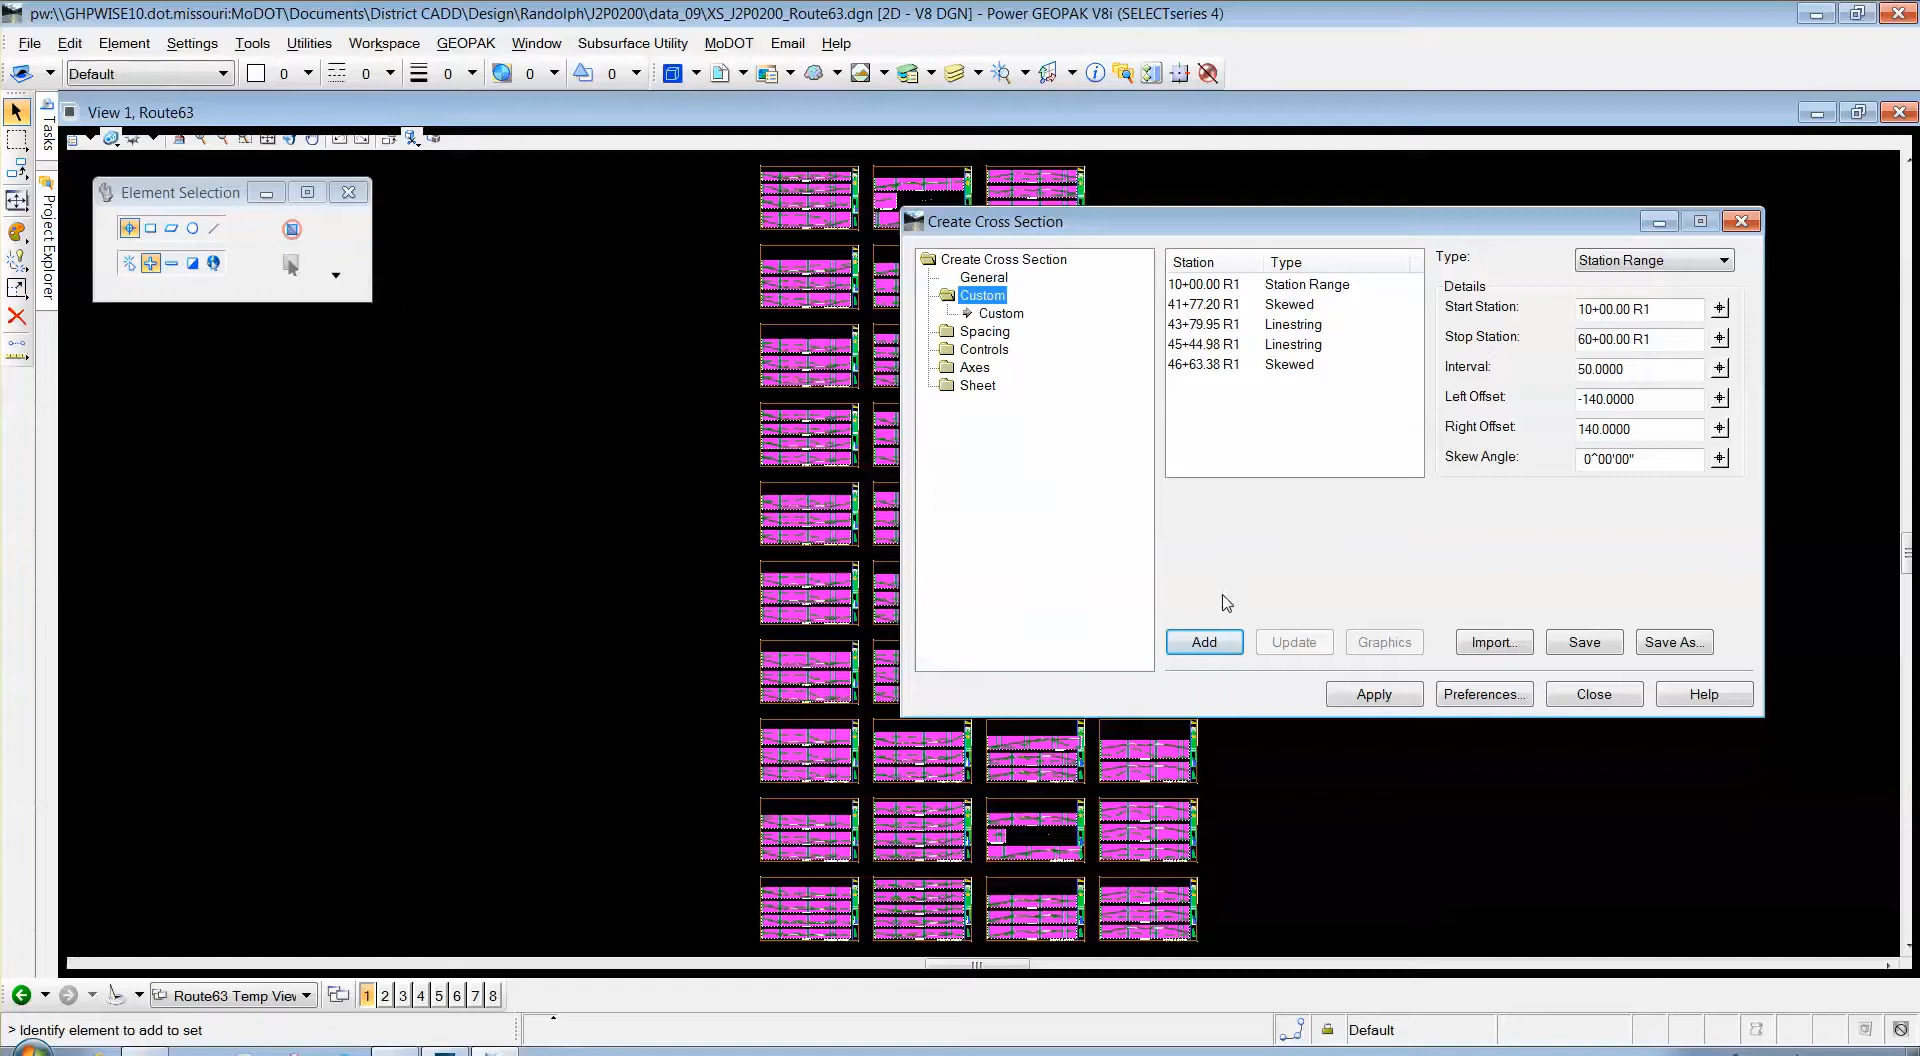 pw:\\GHPWISE10.dot.missouri:MoDOT\Documents\District CADD\Design\Randolph\J2P0200\data_09\XS_J2P0200_Route63.dgn [2D - V8 DGN] - Power GEOPAK V8i (SELECTseries 4)
File Edit Element Settings Tools Utilities Workspace GEOPAK Window Subsurface Utility MoDOT Email Help
Default 0 0 0 0 0
View 1, Route63
Tasks
Project Explorer
Element Selection
Create Cross Section
Create Cross Section
General
Custom
Custom
Spacing
Controls
Axes
Sheet
Station Type
10+00.00 R1 Station Range
41+77.20 R1 Skewed
43+79.95 R1 Linestring
45+44.98 R1 Linestring
46+63.38 R1 Skewed
Type: Station Range
Details
Start Station: 10+00.00 R1
Stop Station: 60+00.00 R1
Interval: 50.0000
Left Offset: -140.0000
Right Offset: 140.0000
Skew Angle: 0^00'00"
Add Update Graphics Import... Save Save As...
Apply Preferences... Close Help
Route63 Temp View 1 2 3 4 5 6 7 8
> Identify element to add to set
Default